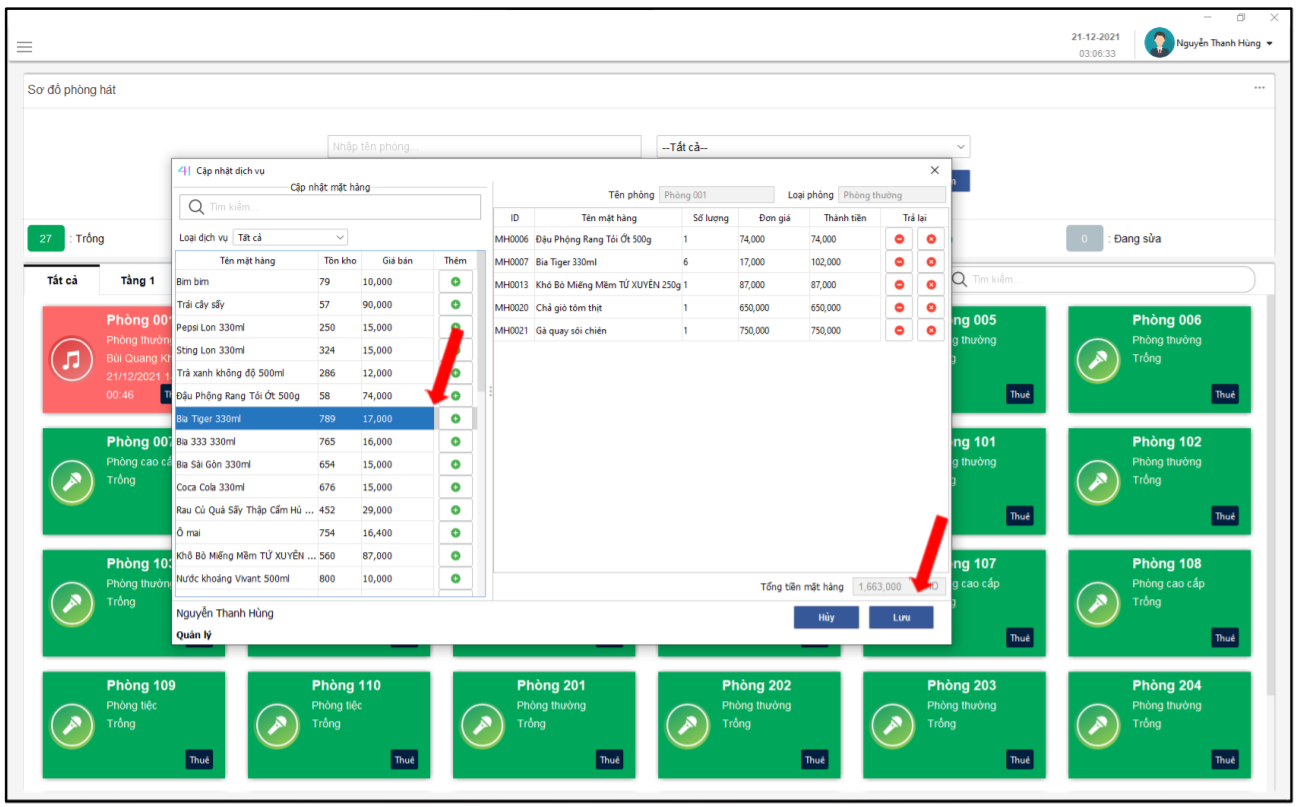 21-12-2021
03:06:33
Nguyễn Thanh Hùng
Sơ đồ phòng hát
...
Nhập tên phòng...
--Tất cả--
27 : Trống
0 : Đang sửa
Tất cả Tầng 1
Tìm kiếm...
41 Cập nhật dịch vụ
Cập nhật mặt hàng
Tìm kiếm...
Loại dịch vụ Tất cả
Tên mặt hàng Tồn kho Giá bán Thêm
Bim bim 79 10,000
Trái cây sấy 57 90,000
Pepsi Lon 330ml 250 15,000
Sting Lon 330ml 324 15,000
Trà xanh không độ 500ml 286 12,000
Đậu Phộng Rang Tỏi Ớt 500g 58 74,000
Bia Tiger 330ml 789 17,000
Bia 333 330ml 765 16,000
Bia Sài Gòn 330ml 654 15,000
Coca Cola 330ml 676 15,000
Rau Củ Quả Sấy Thập Cẩm Hủ ... 452 29,000
Ô mai 754 16,400
Khô Bò Miếng Mềm TỨ XUYÊN ... 560 87,000
Nước khoáng Vivant 500ml 800 10,000
Nguyễn Thanh Hùng
Quản lý
Tên phòng Phòng 001 Loại phòng Phòng thường
ID Tên mặt hàng Số lượng Đơn giá Thành tiền Trả lại
MH0006 Đậu Phộng Rang Tỏi Ớt 500g 1 74,000 74,000
MH0007 Bia Tiger 330ml 6 17,000 102,000
MH0013 Khô Bò Miếng Mềm TỨ XUYÊN 250g 1 87,000 87,000
MH0020 Chả giò tôm thịt 1 650,000 650,000
MH0021 Gà quay sói chiên 1 750,000 750,000
Tổng tiền mặt hàng 1,663,000
Hủy Lưu
Phòng 00
Phòng thườn
Bùi Quang Kh
21/12/2021 1
00:46
ng 005
g thường
Thuê
Phòng 006
Phòng thường
Trống
Thuê
Phòng 007
Phòng cao cấ
Trống
ng 101
g thường
Thuê
Phòng 102
Phòng thường
Trống
Thuê
Phòng 103
Phòng thườn
Trống
ng 107
g cao cấp
Thuê
Phòng 108
Phòng cao cấp
Trống
Thuê
Phòng 109
Phòng tiệc
Trống
Thuê
Phòng 110
Phòng tiệc
Trống
Thuê
Phòng 201
Phòng thường
Trống
Thuê
Phòng 202
Phòng thường
Trống
Thuê
Phòng 203
Phòng thường
Trống
Thuê
Phòng 204
Phòng thường
Trống
Thuê